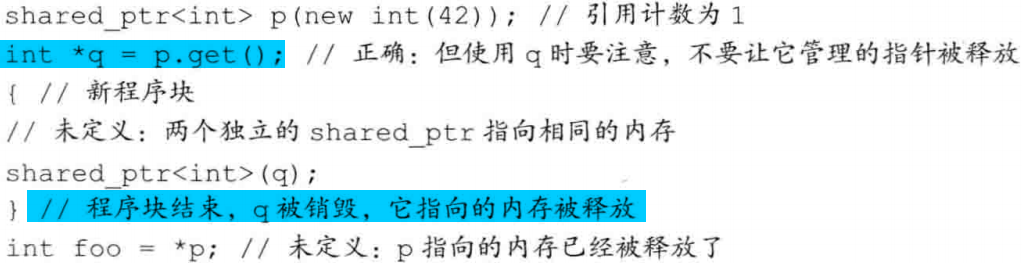 shared_ptr<int> p(new int(42)); // 引用计数为 1
int *q = p.get(); // 正确：但使用 q 时要注意，不要让它管理的指针被释放
{ // 新程序块
// 未定义：两个独立的 shared_ptr 指向相同的内存
shared_ptr<int>(q);
} // 程序块结束，q 被销毁，它指向的内存被释放
int foo = *p; // 未定义：p 指向的内存已经被释放了